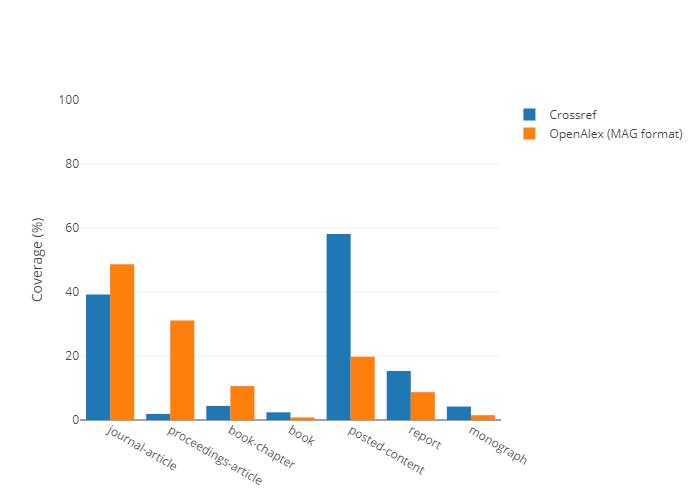 100
80
60
40
20
0
Coverage (%)
journal-article
proceedings-article
book-chapter
book
posted-content
report
monograph
Crossref
OpenAlex (MAG format)